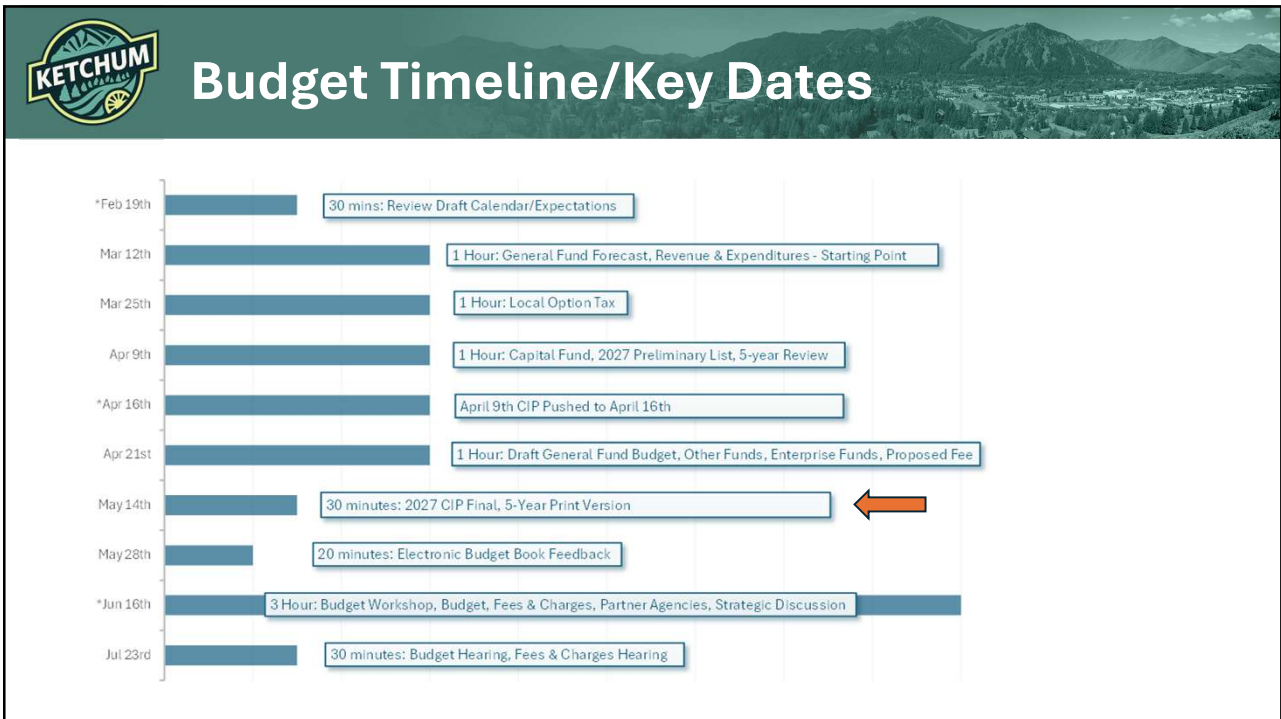 KETCHUM
Budget Timeline/Key Dates
*Feb 19th
30 mins: Review Draft Calendar/Expectations
Mar 12th
1 Hour: General Fund Forecast, Revenue & Expenditures - Starting Point
Mar 25th
1 Hour: Local Option Tax
Apr 9th
1 Hour: Capital Fund, 2027 Preliminary List, 5-year Review
*Apr 16th
April 9th CIP Pushed to April 16th
Apr 21st
1 Hour: Draft General Fund Budget, Other Funds, Enterprise Funds, Proposed Fee
May 14th
30 minutes: 2027 CIP Final, 5-Year Print Version
May 28th
20 minutes: Electronic Budget Book Feedback
*Jun 16th
3 Hour: Budget Workshop, Budget, Fees & Charges, Partner Agencies, Strategic Discussion
Jul 23rd
30 minutes: Budget Hearing, Fees & Charges Hearing